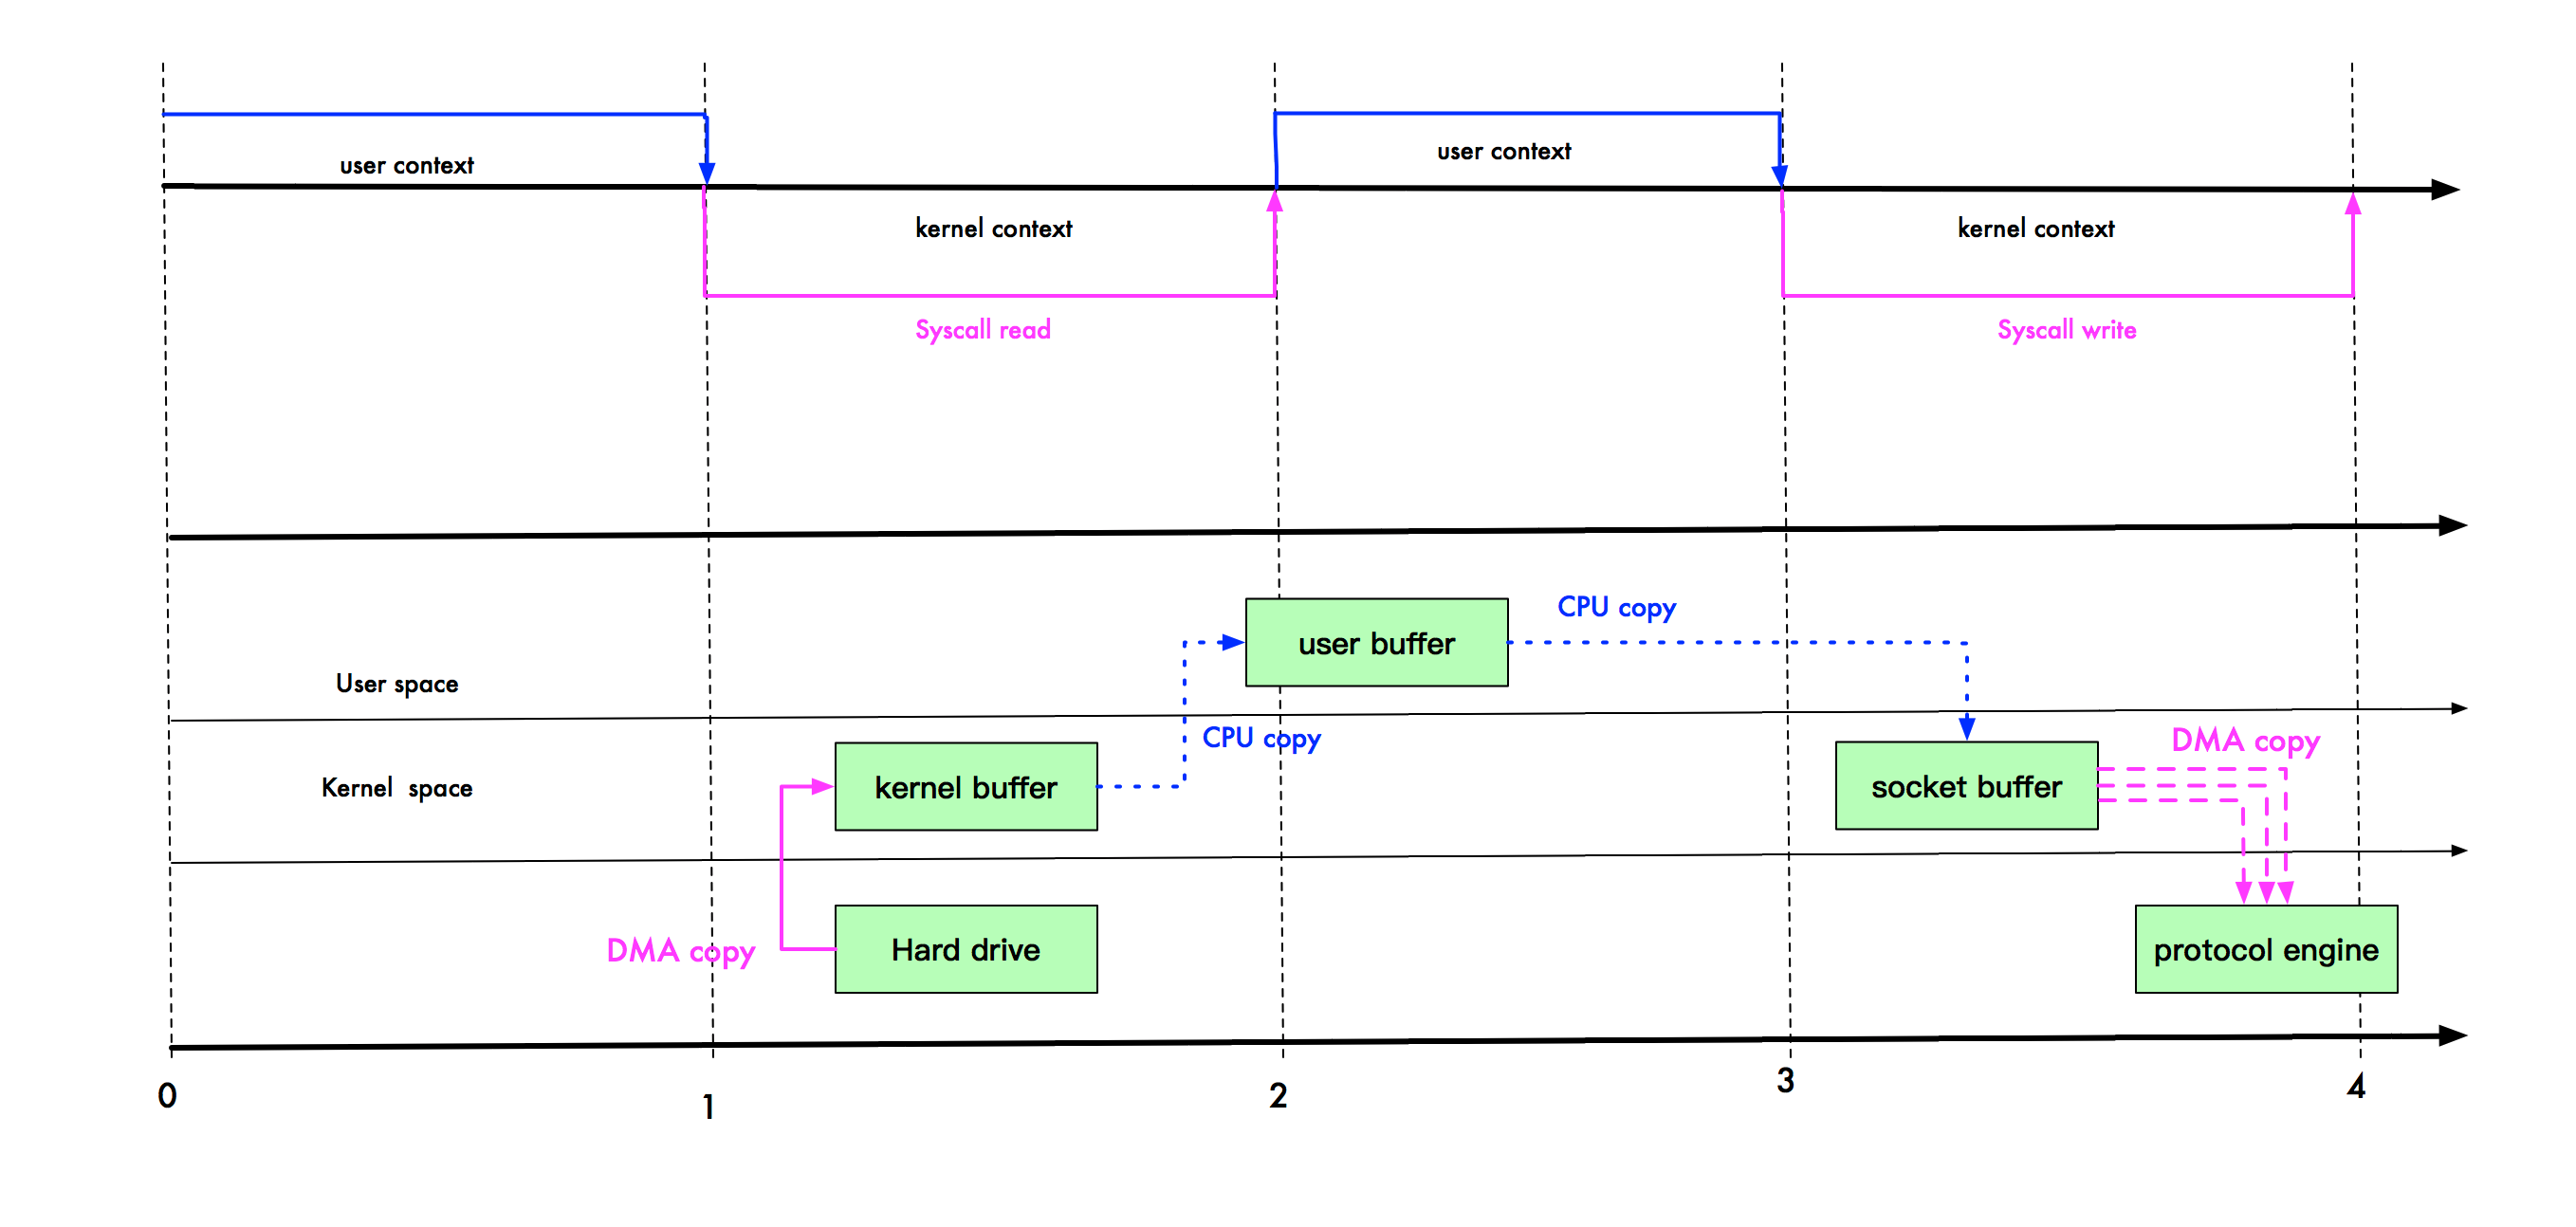 user context
user context
kernel context
kernel context
Syscall read
Syscall write
CPU copy
user buffer
User space
CPU copy
DMA copy
Kernel space
kernel buffer
socket buffer
DMA copy
Hard drive
protocol engine
0
1
2
3
4